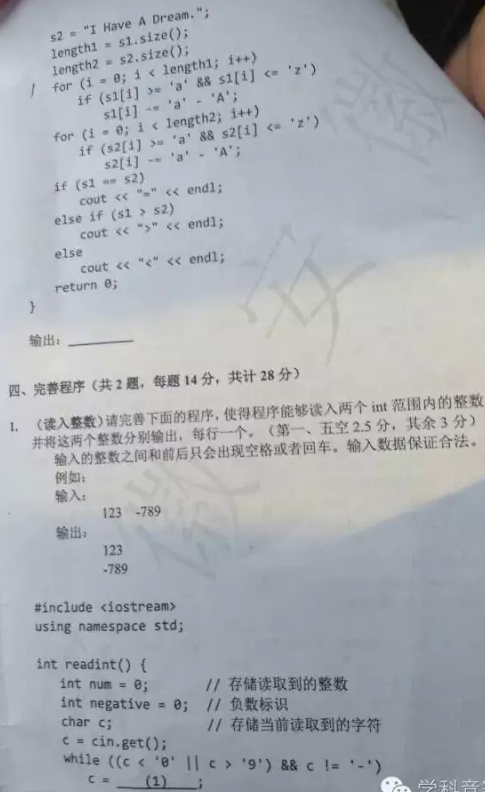 s2 = "I Have A Dream.";
length1 = s1.size();
length2 = s2.size();
for (i = 0; i < length1; i++)
if (s1[i] >= 'a' && s1[i] <= 'z')
s1[i] -= 'a' - 'A';
for (i = 0; i < length2; i++)
if (s2[i] >= 'a' && s2[i] <= 'z')
s2[i] -= 'a' - 'A';
if (s1 == s2)
cout << "=" << endl;
else if (s1 > s2)
cout << ">" << endl;
else
cout << "<" << endl;
return 0;
}
输出：
四、完善程序（共 2 题，每题 14 分，共计 28 分）
1. （读入整数）请完善下面的程序，使得程序能够读入两个 int 范围内的整数
并将这两个整数分别输出，每行一个。（第一、五空 2.5 分，其余 3 分）
输入的整数之间和前后只会出现空格或者回车。输入数据保证合法。
例如：
输入：
123 -789
输出：
123
-789
#include <iostream>
using namespace std;
int readint() {
int num = 0; // 存储读取到的整数
int negative = 0; // 负数标识
char c; // 存储当前读取到的字符
c = cin.get();
while ((c < '0' || c > '9') && c != '-')
c = (1) ;